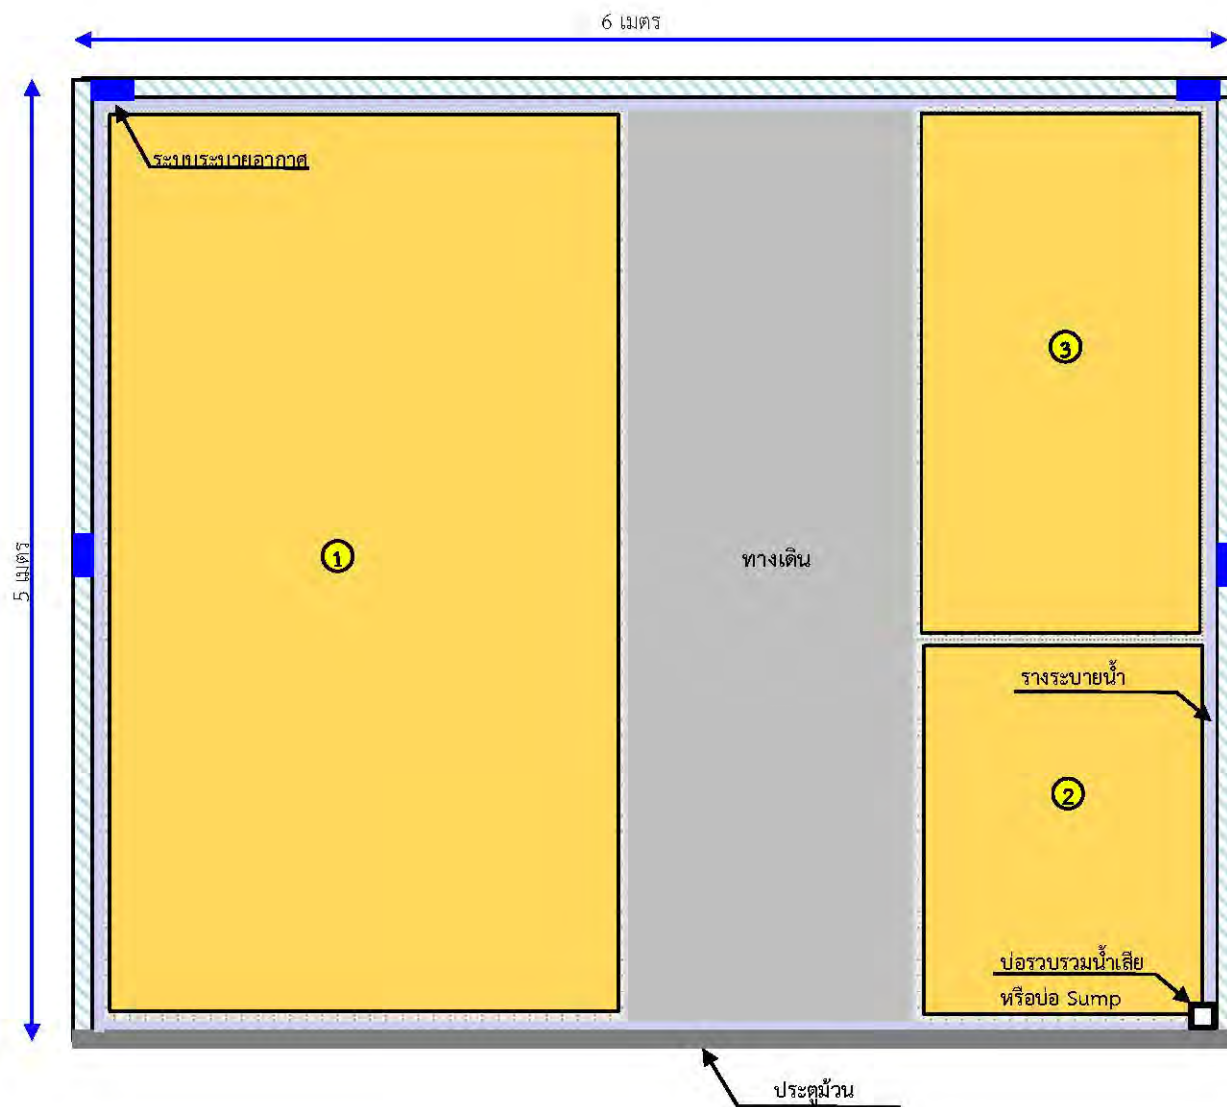 6 เมตร
ระบบระบายอากาศ
3
5 เมตร
1
ทางเดิน
รางระบายน้ำ
2
บ่อรวบรวมน้ำเสีย
หรือบ่อ Sump
ประตูม้วน